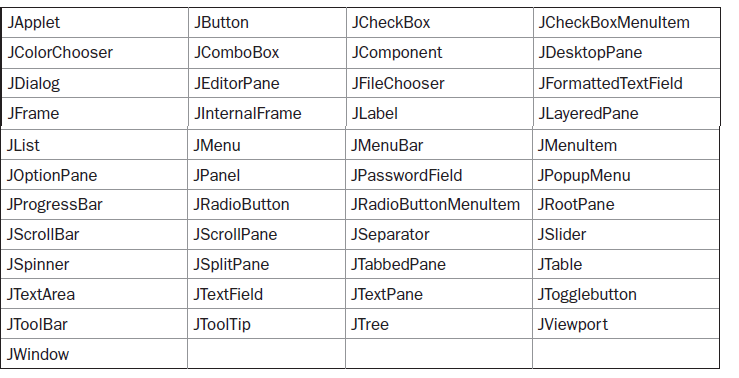 JApplet JButton JCheckBox JCheckBoxMenuItem
JColorChooser JComboBox JComponent JDesktopPane
JDialog JEditorPane JFileChooser JFormattedTextField
JFrame JInternalFrame JLabel JLayeredPane
JList JMenu JMenuBar JMenuItem
JOptionPane JPanel JPasswordField JPopupMenu
JProgressBar JRadioButton JRadioButtonMenuItem JRootPane
JScrollBar JScrollPane JSeparator JSlider
JSpinner JSplitPane JTabbedPane JTable
JTextArea JTextField JTextPane JTogglebutton
JToolBar JToolTip JTree JViewport
JWindow